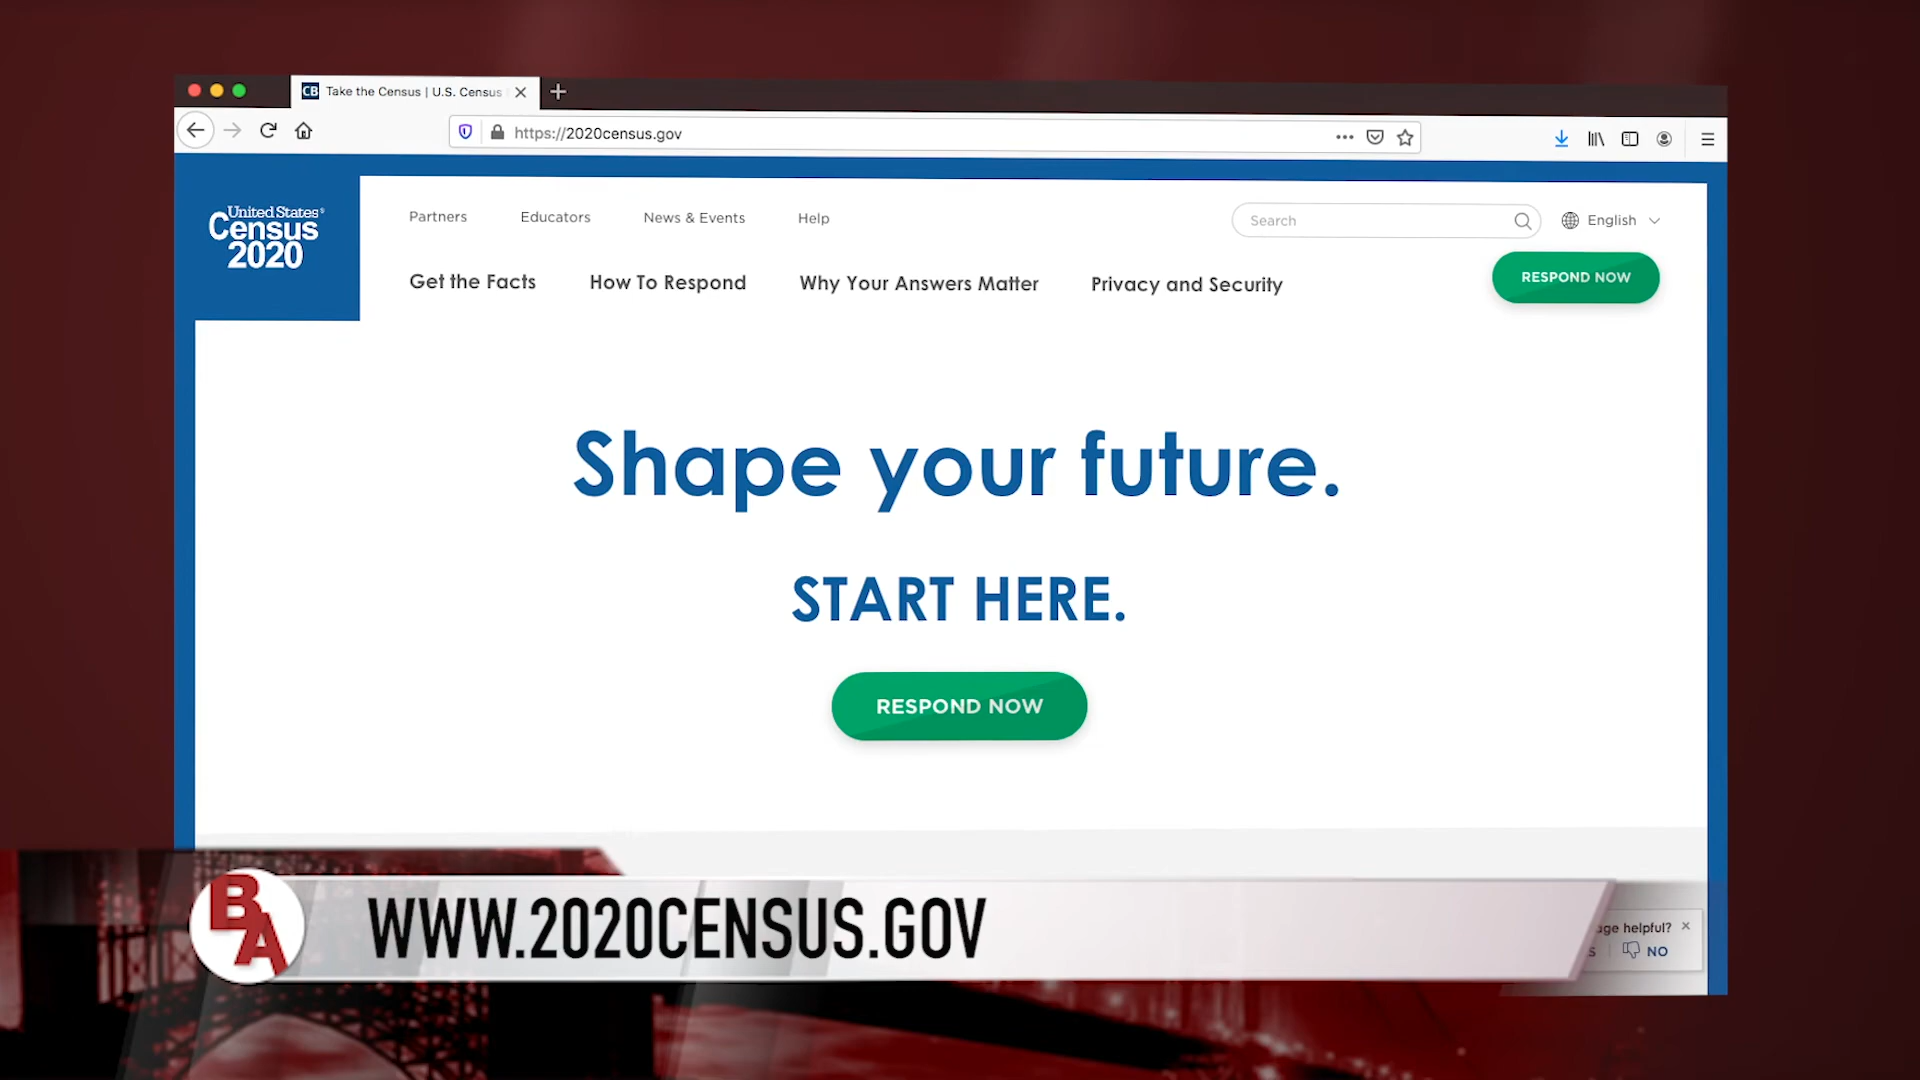 CB Take the Census | U.S. Census
https://2020census.gov
United States®
Census
2020
Partners Educators News & Events Help
Search
English
Get the Facts How To Respond Why Your Answers Matter Privacy and Security
RESPOND NOW
Shape your future.
START HERE.
RESPOND NOW
BA
WWW.2020CENSUS.GOV
helpful?
NO